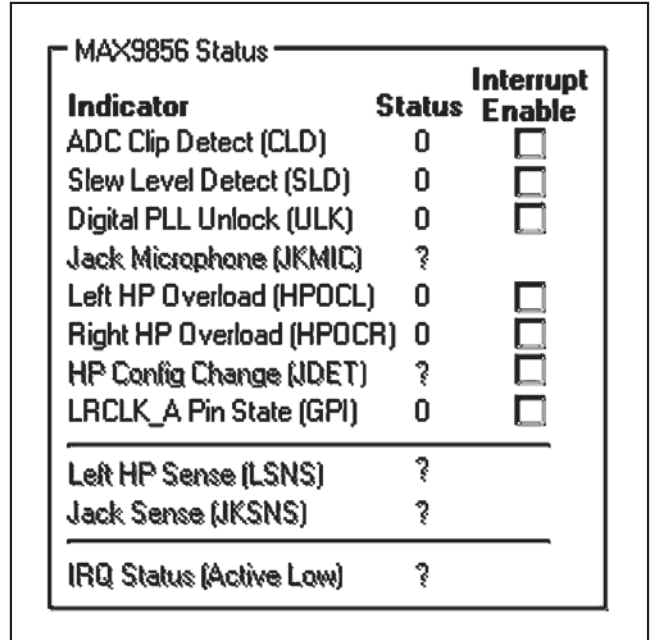 MAX9856 Status
Interrupt
Indicator Status Enable
ADC Clip Detect (CLD) 0
Slew Level Detect (SLD) 0
Digital PLL Unlock (ULK) 0
Jack Microphone (JKMIC) ?
Left HP Overload (HPOCL) 0
Right HP Overload (HPOCR) 0
HP Config Change (JDET) ?
LRCLK_A Pin State (GPI) 0
Left HP Sense (LSNS) ?
Jack Sense (JKSNS) ?
IRQ Status (Active Low) ?